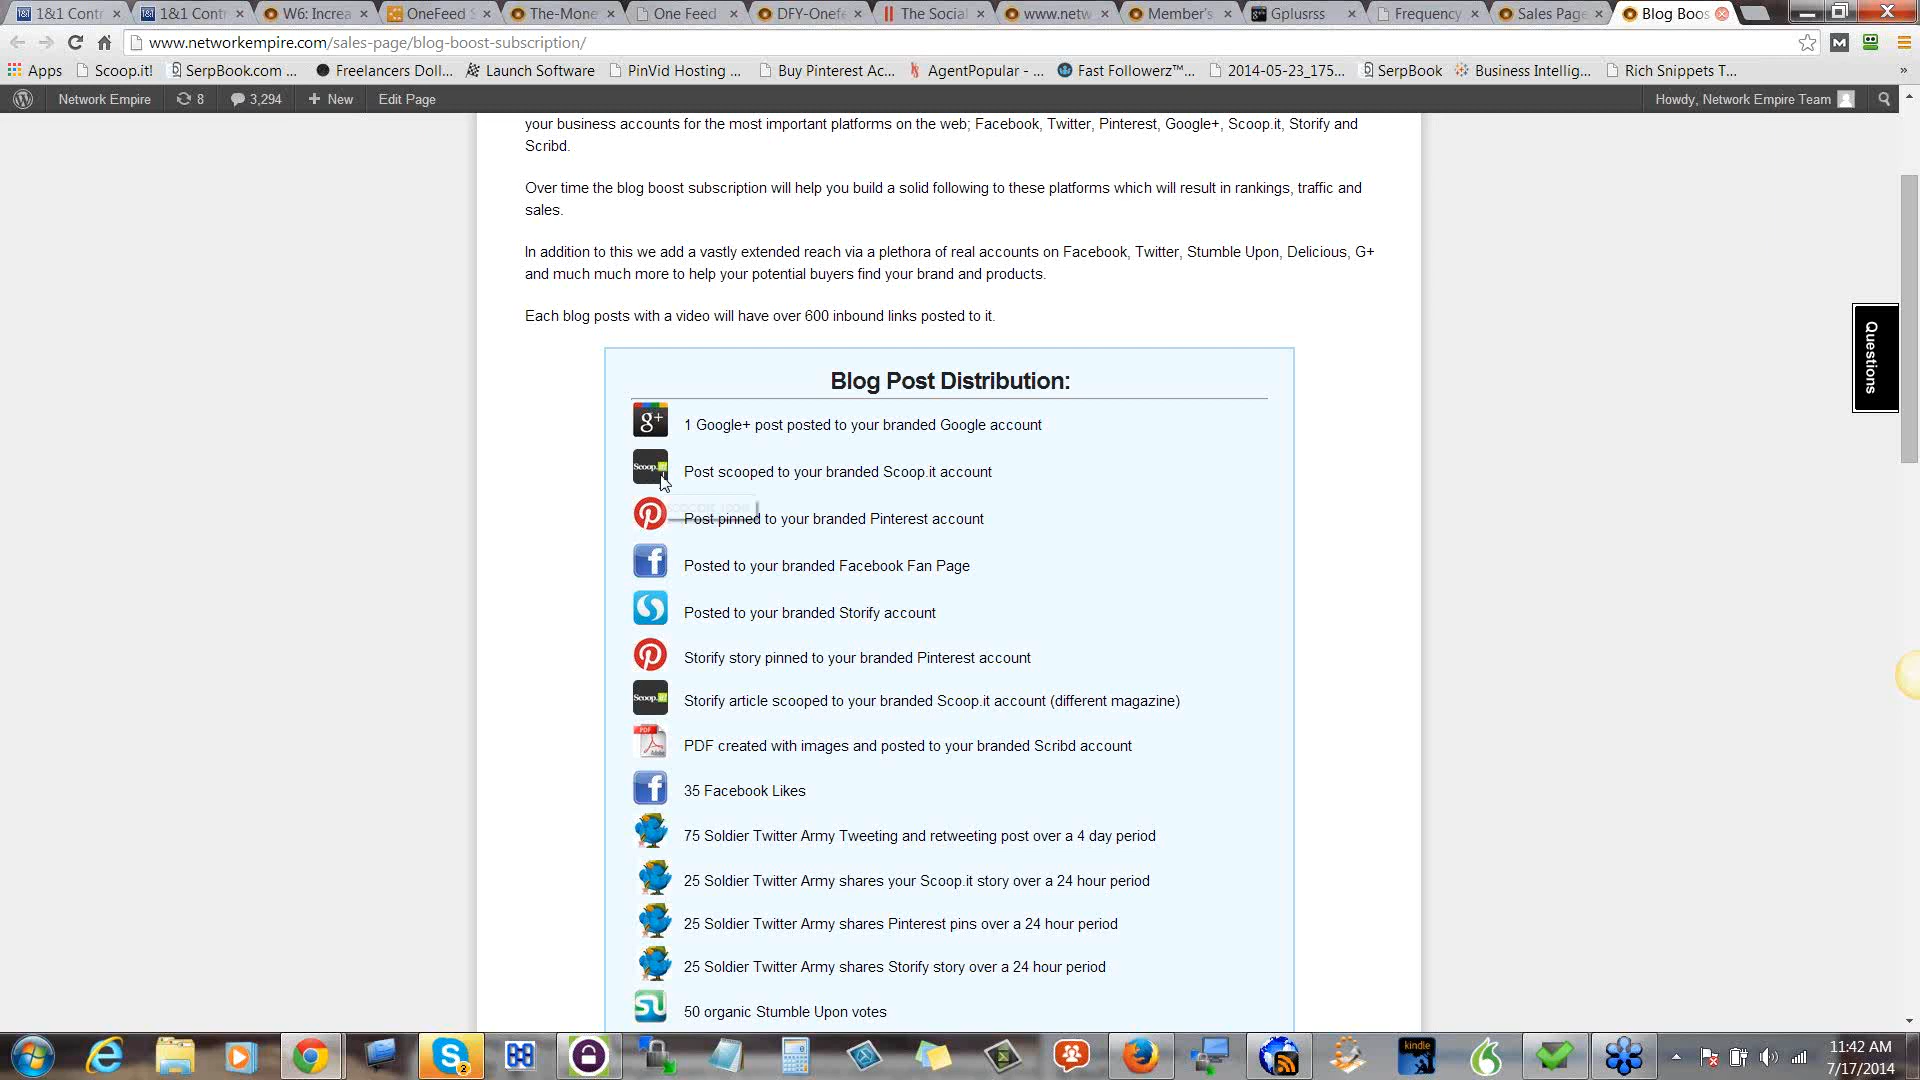 1&1 Contr
1&1 Contr
W6: Increa
OneFeed S
The-Mone
One Feed
DFY-Onefe
The Social
www.netw
Member's
Gplusrss
Frequency
Sales Page
Blog Boos
www.networkempire.com/sales-page/blog-boost-subscription/
Apps
Scoop.it!
SerpBook.com ...
Freelancers Doll...
Launch Software
PinVid Hosting ...
Buy Pinterest Ac...
AgentPopular - ...
Fast Followerz™...
2014-05-23_175...
SerpBook
Business Intellig...
Rich Snippets T...
»
Network Empire
8
3,294
+ New
Edit Page
Howdy, Network Empire Team
your business accounts for the most important platforms on the web; Facebook, Twitter, Pinterest, Google+, Scoop.it, Storify and
Scribd.
Over time the blog boost subscription will help you build a solid following to these platforms which will result in rankings, traffic and
sales.
In addition to this we add a vastly extended reach via a plethora of real accounts on Facebook, Twitter, Stumble Upon, Delicious, G+
and much much more to help your potential buyers find your brand and products.
Each blog posts with a video will have over 600 inbound links posted to it.
Questions
Blog Post Distribution:
g+ 1 Google+ post posted to your branded Google account
Scoop.it Post scooped to your branded Scoop.it account
Post pinned to your branded Pinterest account
Posted to your branded Facebook Fan Page
Posted to your branded Storify account
Storify story pinned to your branded Pinterest account
Scoop.it Storify article scooped to your branded Scoop.it account (different magazine)
PDF Adobe PDF created with images and posted to your branded Scribd account
35 Facebook Likes
75 Soldier Twitter Army Tweeting and retweeting post over a 4 day period
25 Soldier Twitter Army shares your Scoop.it story over a 24 hour period
25 Soldier Twitter Army shares Pinterest pins over a 24 hour period
25 Soldier Twitter Army shares Storify story over a 24 hour period
50 organic Stumble Upon votes
2
kindle
11:42 AM
7/17/2014